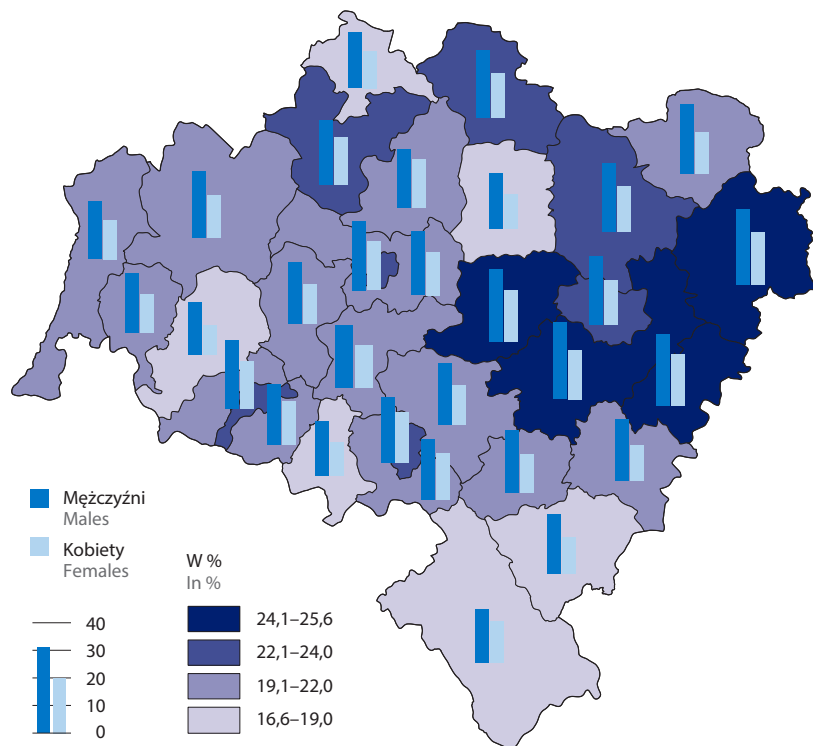 Mężczyźni
Males
Kobiety
Females
40
30
20
10
0
W %
In %
24,1–25,6
22,1–24,0
19,1–22,0
16,6–19,0